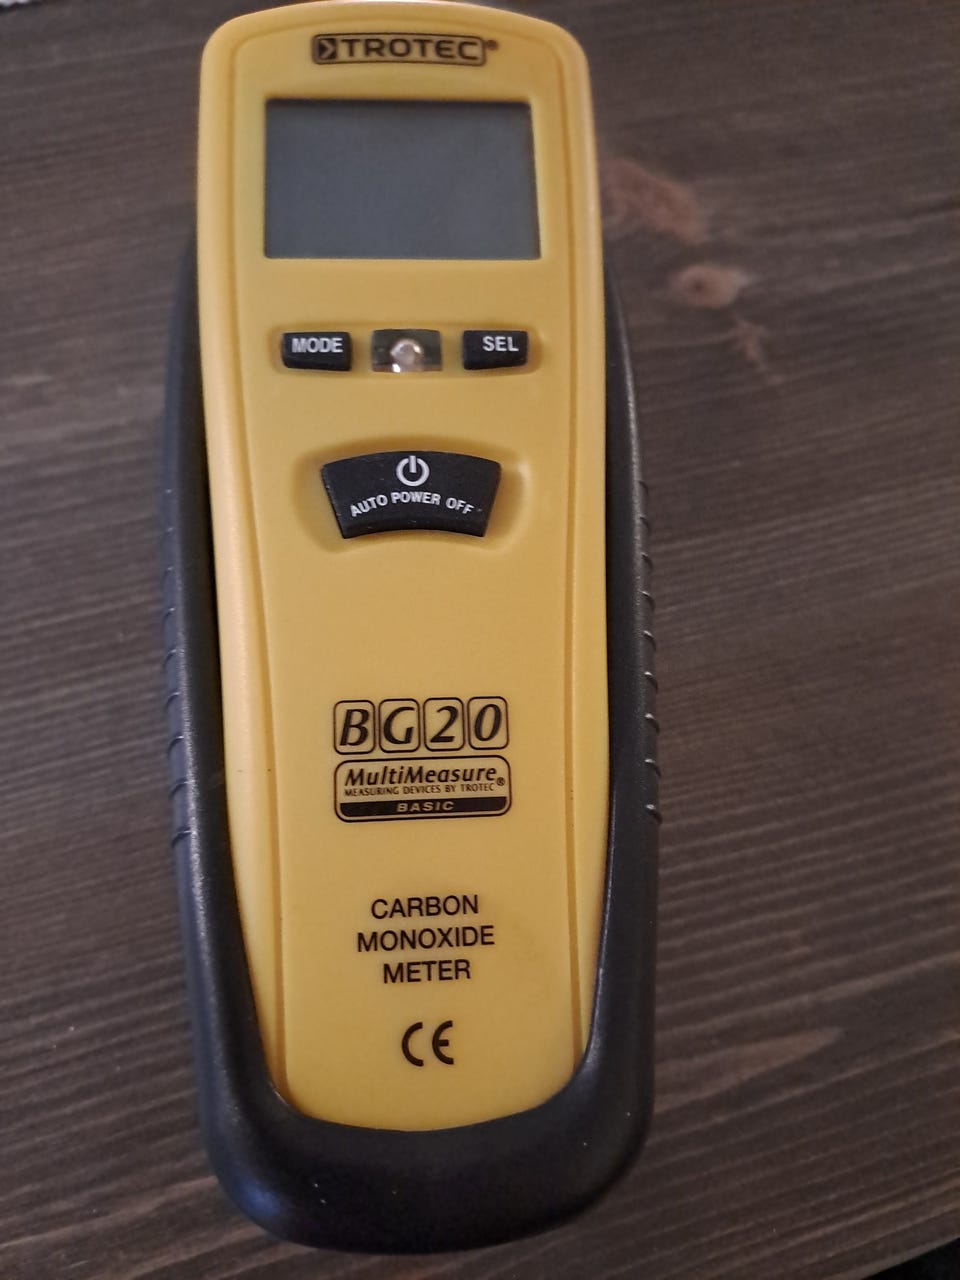 TROTEC®
MODE SEL
AUTO POWER OFF
BG20
MultiMeasure®
MEASURING DEVICES BY TROTEC
BASIC
CARBON
MONOXIDE
METER
CE